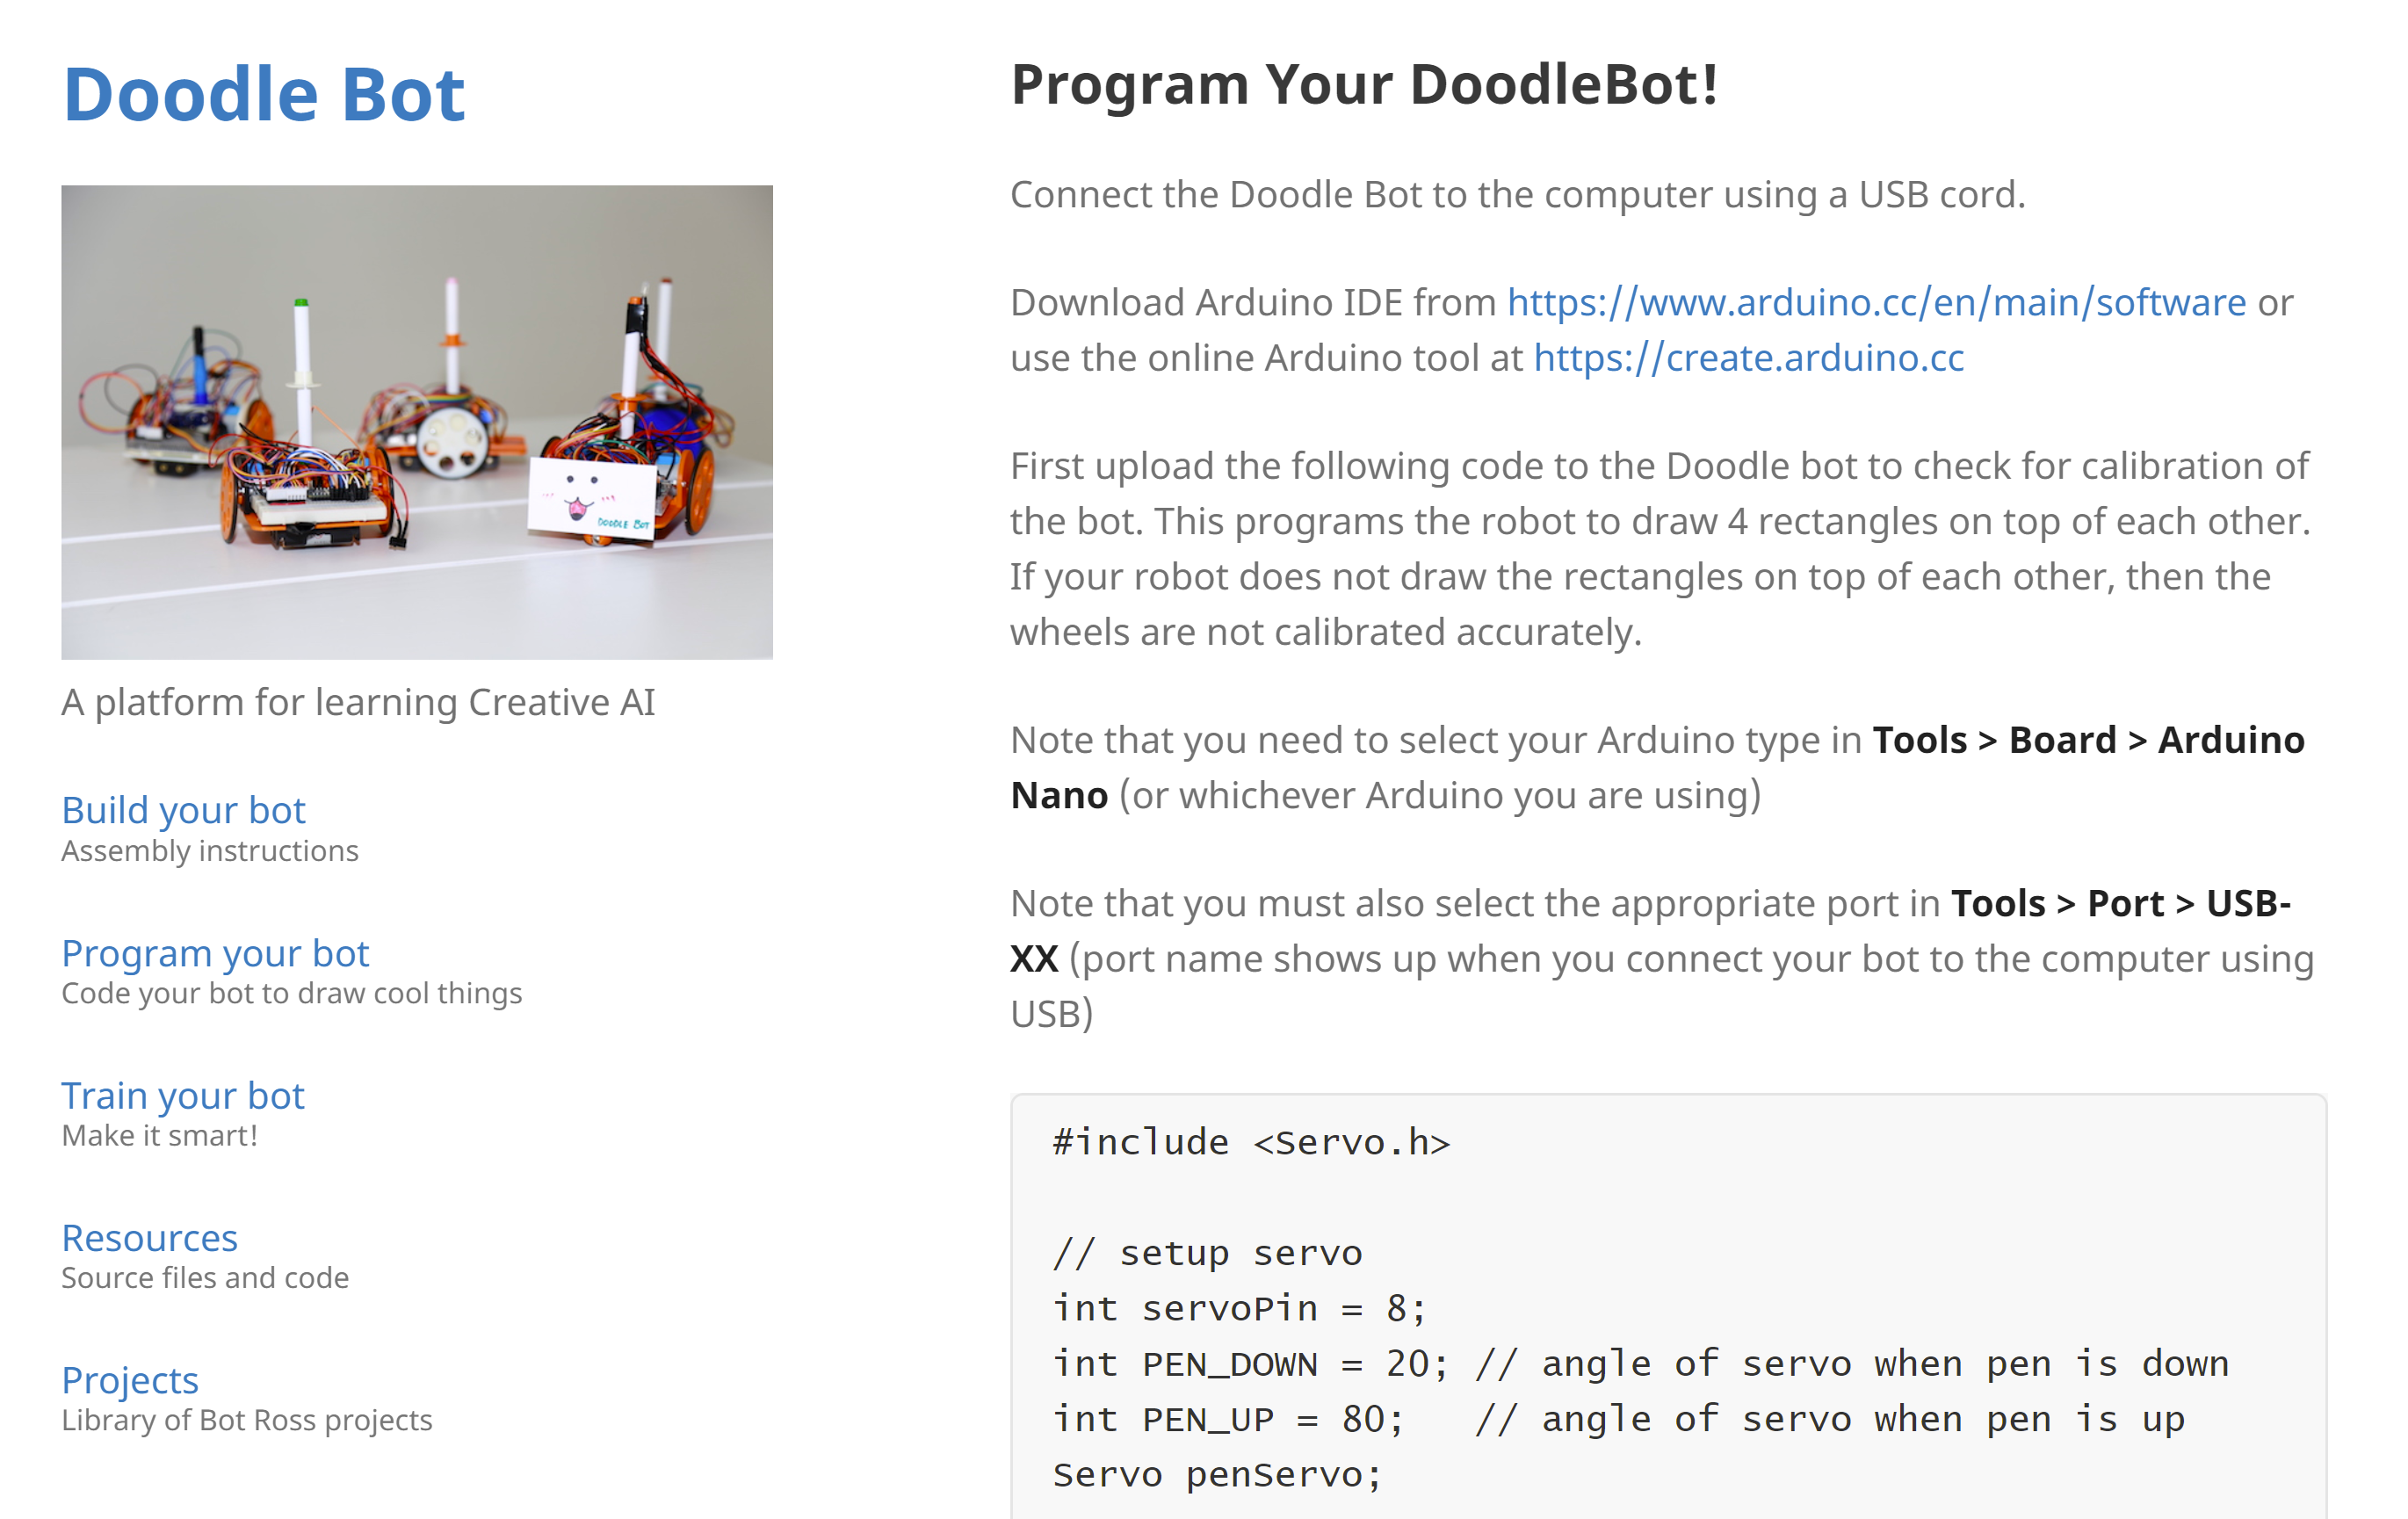 Doodle Bot
DOODLE BOT
A platform for learning Creative AI
Build your bot
Assembly instructions
Program your bot
Code your bot to draw cool things
Train your bot
Make it smart!
Resources
Source files and code
Projects
Library of Bot Ross projects
Program Your DoodleBot!
Connect the Doodle Bot to the computer using a USB cord.
Download Arduino IDE from https://www.arduino.cc/en/main/software or
use the online Arduino tool at https://create.arduino.cc
First upload the following code to the Doodle bot to check for calibration of
the bot. This programs the robot to draw 4 rectangles on top of each other.
If your robot does not draw the rectangles on top of each other, then the
wheels are not calibrated accurately.
Note that you need to select your Arduino type in Tools > Board > Arduino
Nano (or whichever Arduino you are using)
Note that you must also select the appropriate port in Tools > Port > USB-
XX (port name shows up when you connect your bot to the computer using
USB)
#include <Servo.h>
// setup servo
int servoPin = 8;
int PEN_DOWN = 20; // angle of servo when pen is down
int PEN_UP = 80;   // angle of servo when pen is up
Servo penServo;